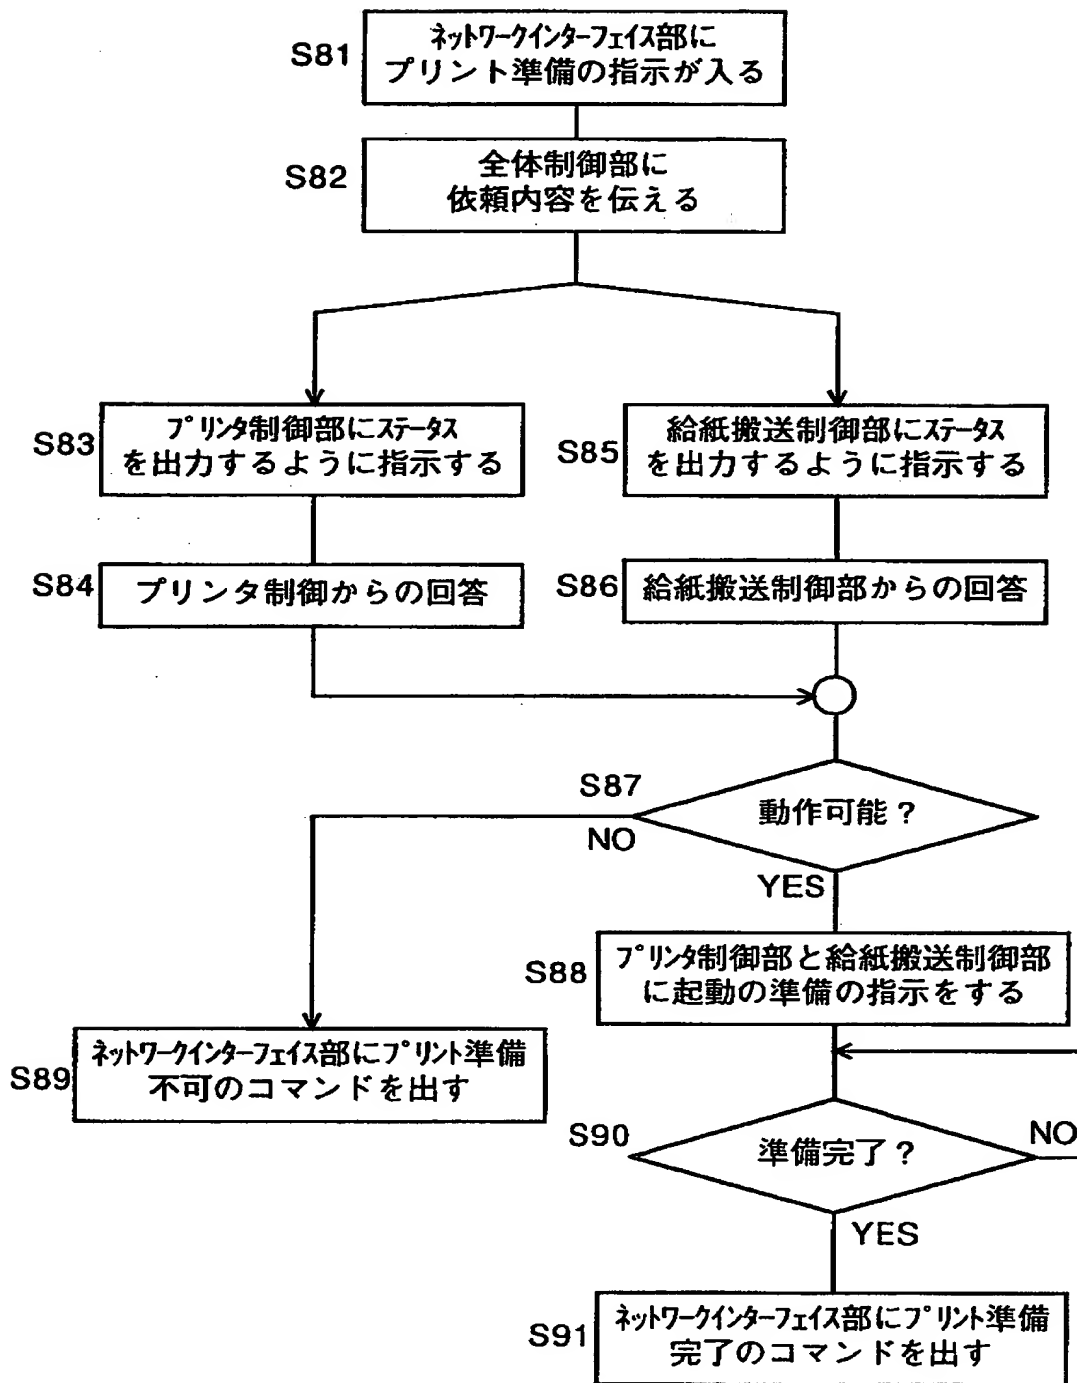 S81
ネットワークインターフェイス部に
プリント準備の指示が入る
S82
全体制御部に
依頼内容を伝える
S83
プリンタ制御部にステータス
を出力するように指示する
S85
給紙搬送制御部にステータス
を出力するように指示する
S84
プリンタ制御からの回答
S86
給紙搬送制御部からの回答
S87
動作可能？
NO
YES
S88
プリンタ制御部と給紙搬送制御部
に起動の準備の指示をする
S89
ネットワークインターフェイス部にプリント準備
不可のコマンドを出す
S90
準備完了？
NO
YES
S91
ネットワークインターフェイス部にプリント準備
完了のコマンドを出す